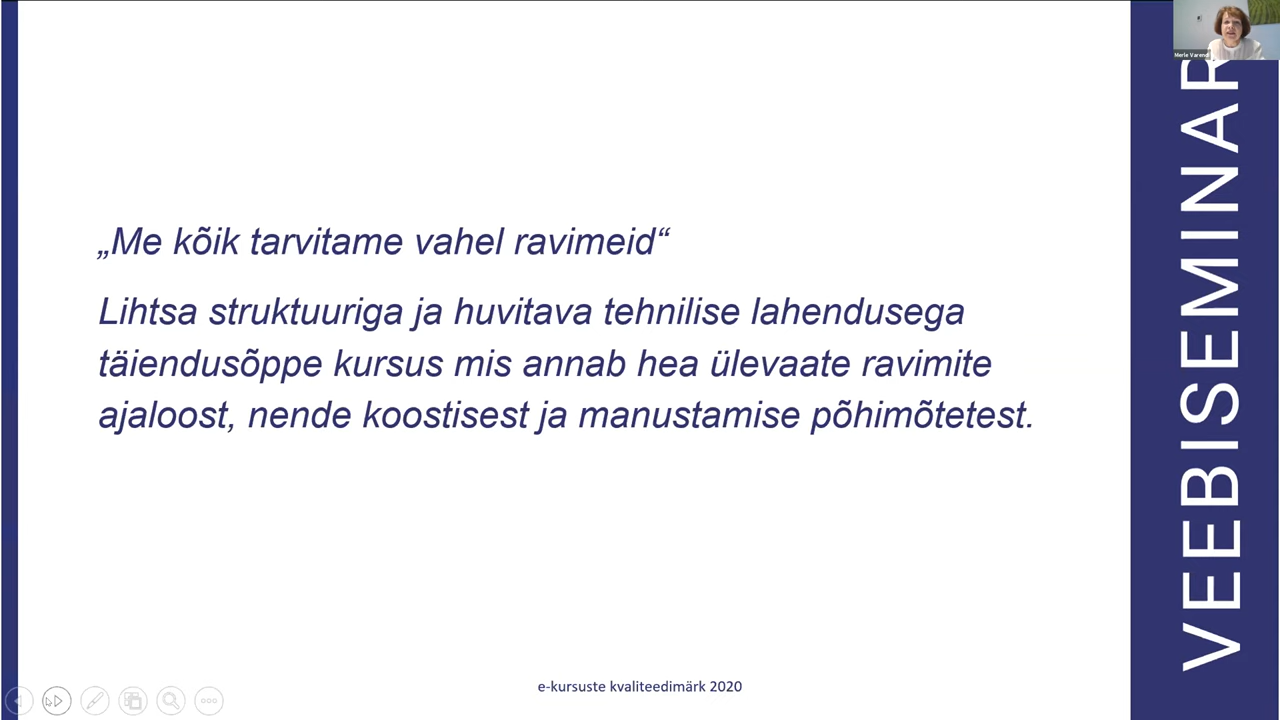 „Me kõik tarvitame vahel ravimeid“
Lihtsa struktuuriga ja huvitava tehnilise lahendusega
täiendusõppe kursus mis annab hea ülevaate ravimite
ajaloost, nende koostisest ja manustamise põhimõtetest.
e-kursuste kvaliteedimärk 2020
VEEBISEMINAR